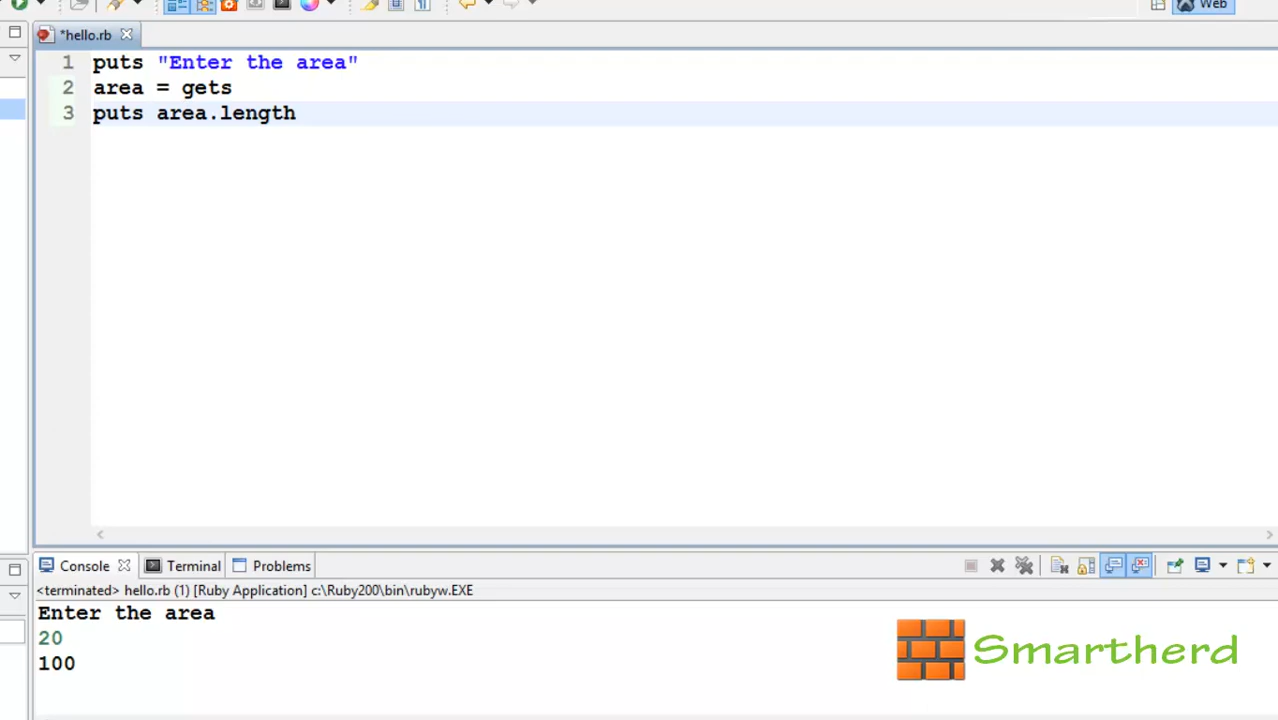 Web
*hello.rb
1 puts "Enter the area"
2 area = gets
3 puts area.length
Console Terminal Problems
<terminated> hello.rb (1) [Ruby Application] c:\Ruby200\bin\rubyw.EXE
Enter the area
20
100
Smartherd